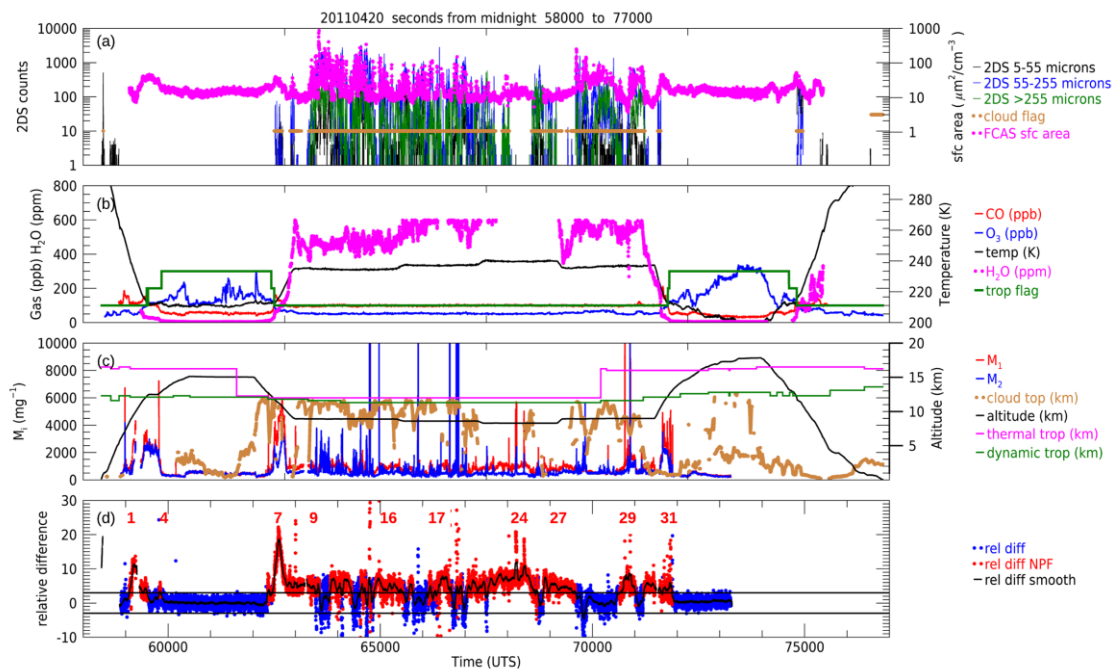 20110420 seconds from midnight 58000 to 77000
(a)
2DS counts
10000
1000
100
10
1
1000
100
10
1
sfc area ( μm²/cm⁻³)
2DS 5-55 microns
2DS 55-255 microns
2DS >255 microns
cloud flag
FCAS sfc area
(b)
Gas (ppb) H₂O (ppm)
800
600
400
200
0
280
260
240
220
200
Temperature (K)
CO (ppb)
O₃ (ppb)
temp (K)
H₂O (ppm)
trop flag
(c)
Mᵢ (mg⁻¹)
10000
8000
6000
4000
2000
0
20
15
10
5
Altitude (km)
M₁
M₂
cloud top (km)
altitude (km)
thermal trop (km)
dynamic trop (km)
(d)
1 4 7 9 16 17 24 27 29 31
relative difference
30
20
10
0
-10
rel diff
rel diff NPF
rel diff smooth
60000 65000 70000 75000
Time (UTS)